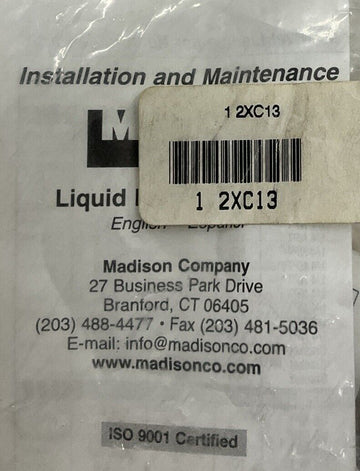 Installation and Maintenance
1 2XC13
M
1 2XC13
Liquid
English Español
Madison Company
27 Business Park Drive
Branford, CT 06405
(203) 488-4477 • Fax (203) 481-5036
E-mail: info@madisonco.com
www.madisonco.com
ISO 9001 Certified